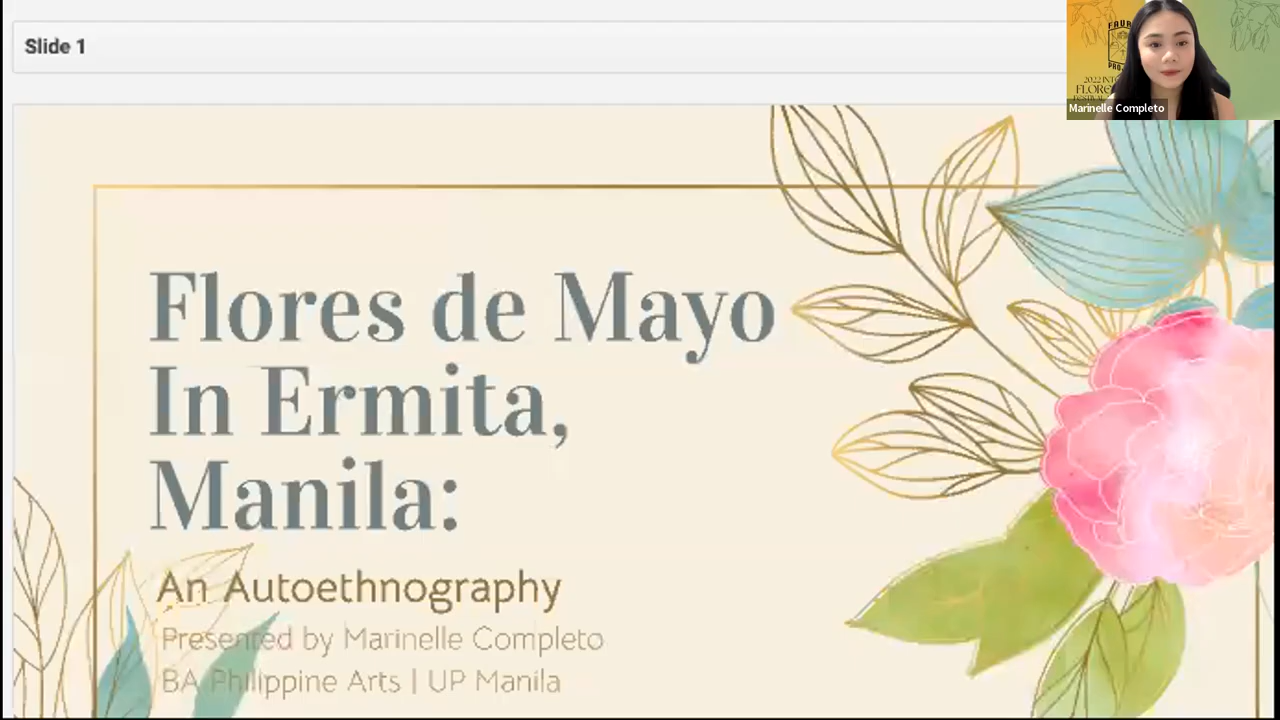 Slide 1
Flores de Mayo
In Ermita,
Manila:
An Autoethnography
Presented by Marinelle Completo
BA Philippine Arts | UP Manila
Marinelle Completo
2022